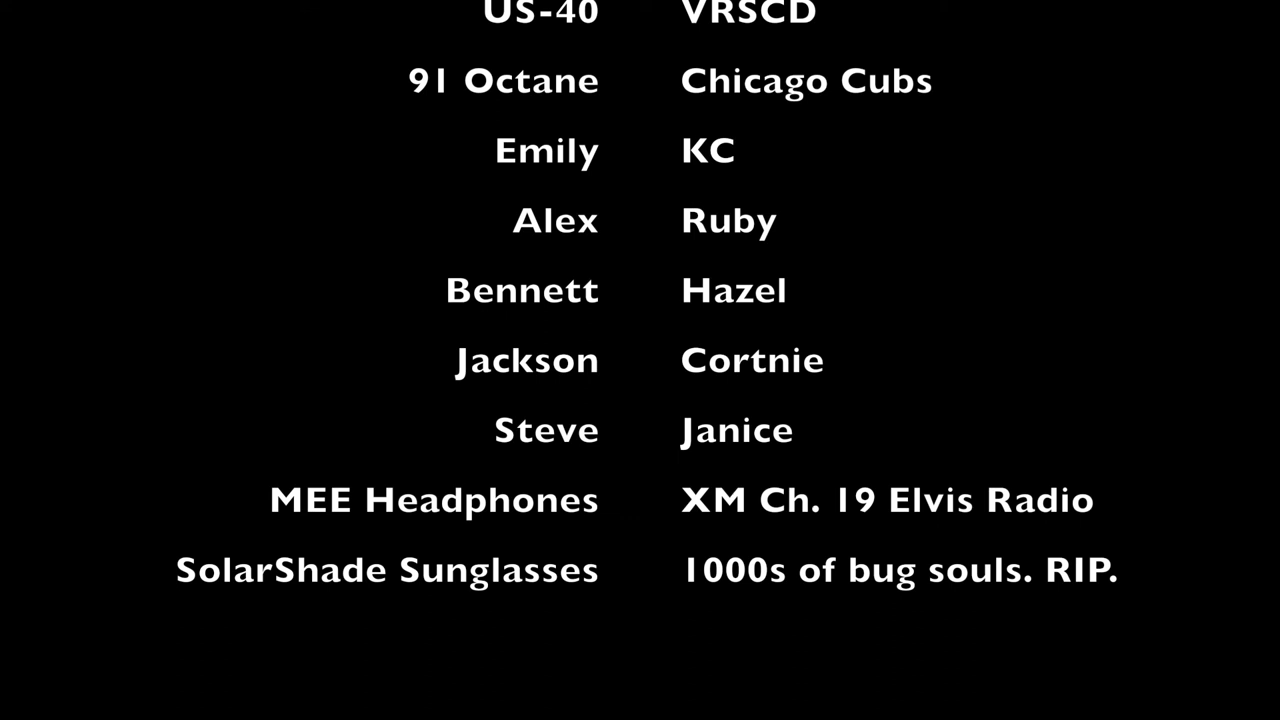 US-40 VRSCD
91 Octane Chicago Cubs
Emily KC
Alex Ruby
Bennett Hazel
Jackson Cortnie
Steve Janice
MEE Headphones XM Ch. 19 Elvis Radio
SolarShade Sunglasses 1000s of bug souls. RIP.